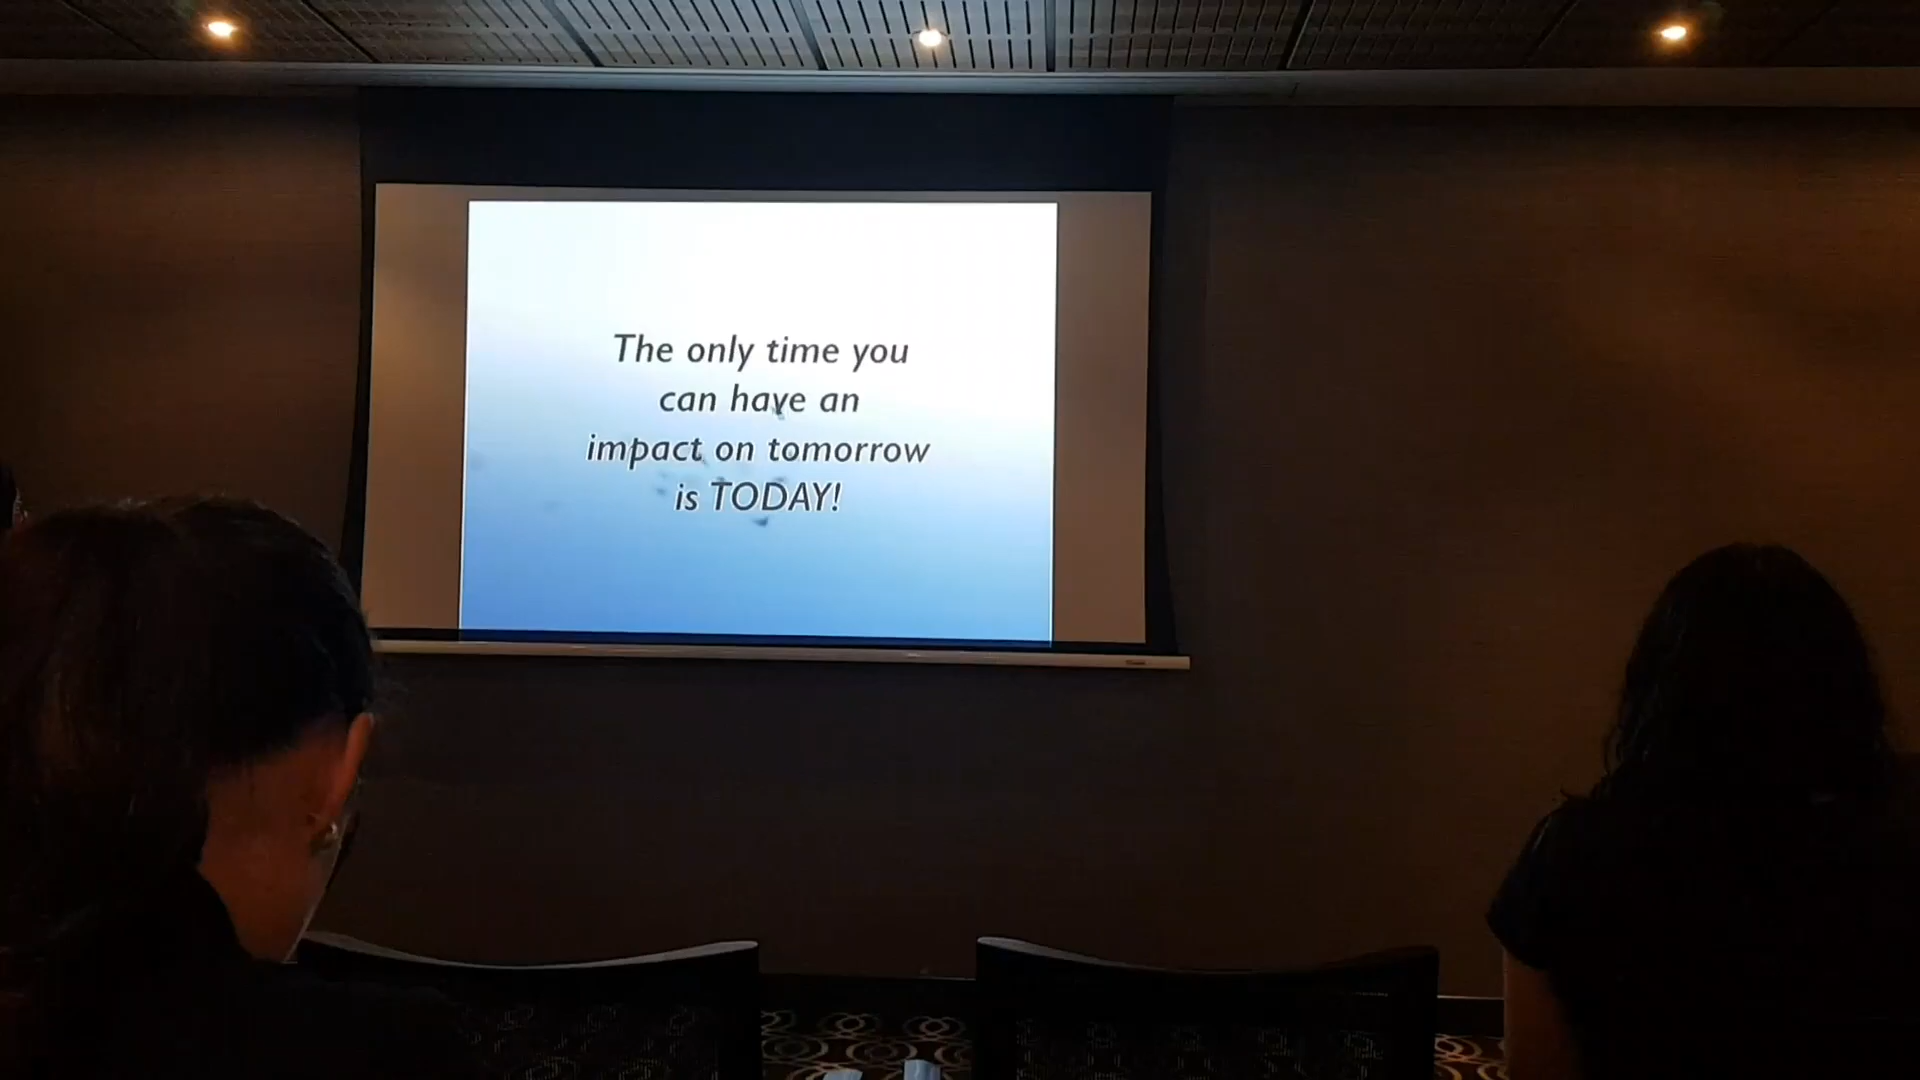 The only time you
can have an
impact on tomorrow
is TODAY!